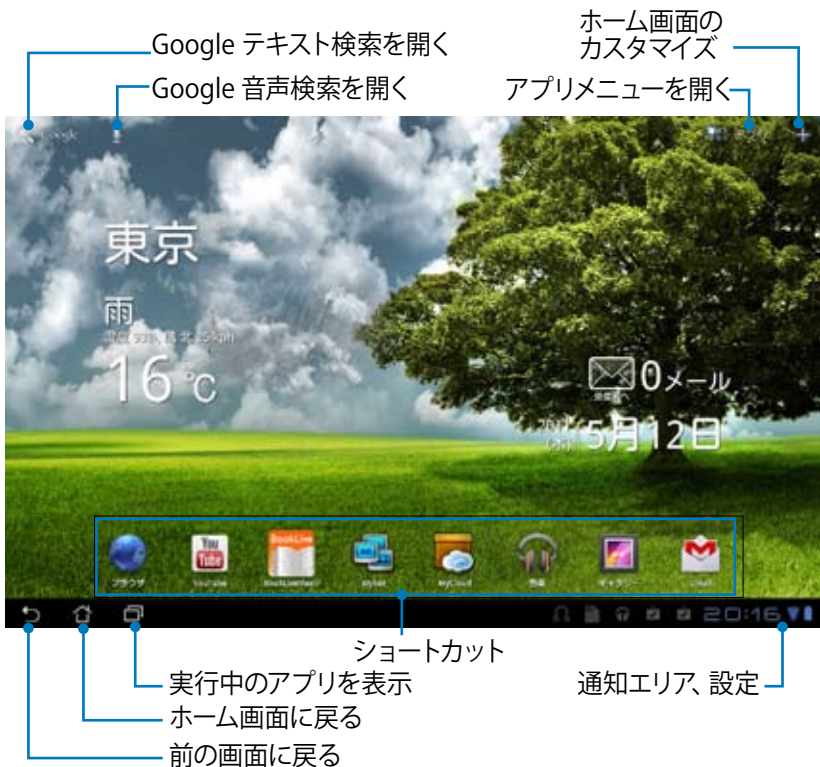 Google テキスト検索を開く
ホーム画面の
カスタマイズ
Google 音声検索を開く
アプリメニューを開く
東京
雨
16℃
0メール
5月12日
ブラウザ
YouTube
BookLive
MyNet
MyCloud
音楽
ギャラリー
Gmail
20:16
ショートカット
実行中のアプリを表示
通知エリア、設定
ホーム画面に戻る
前の画面に戻る